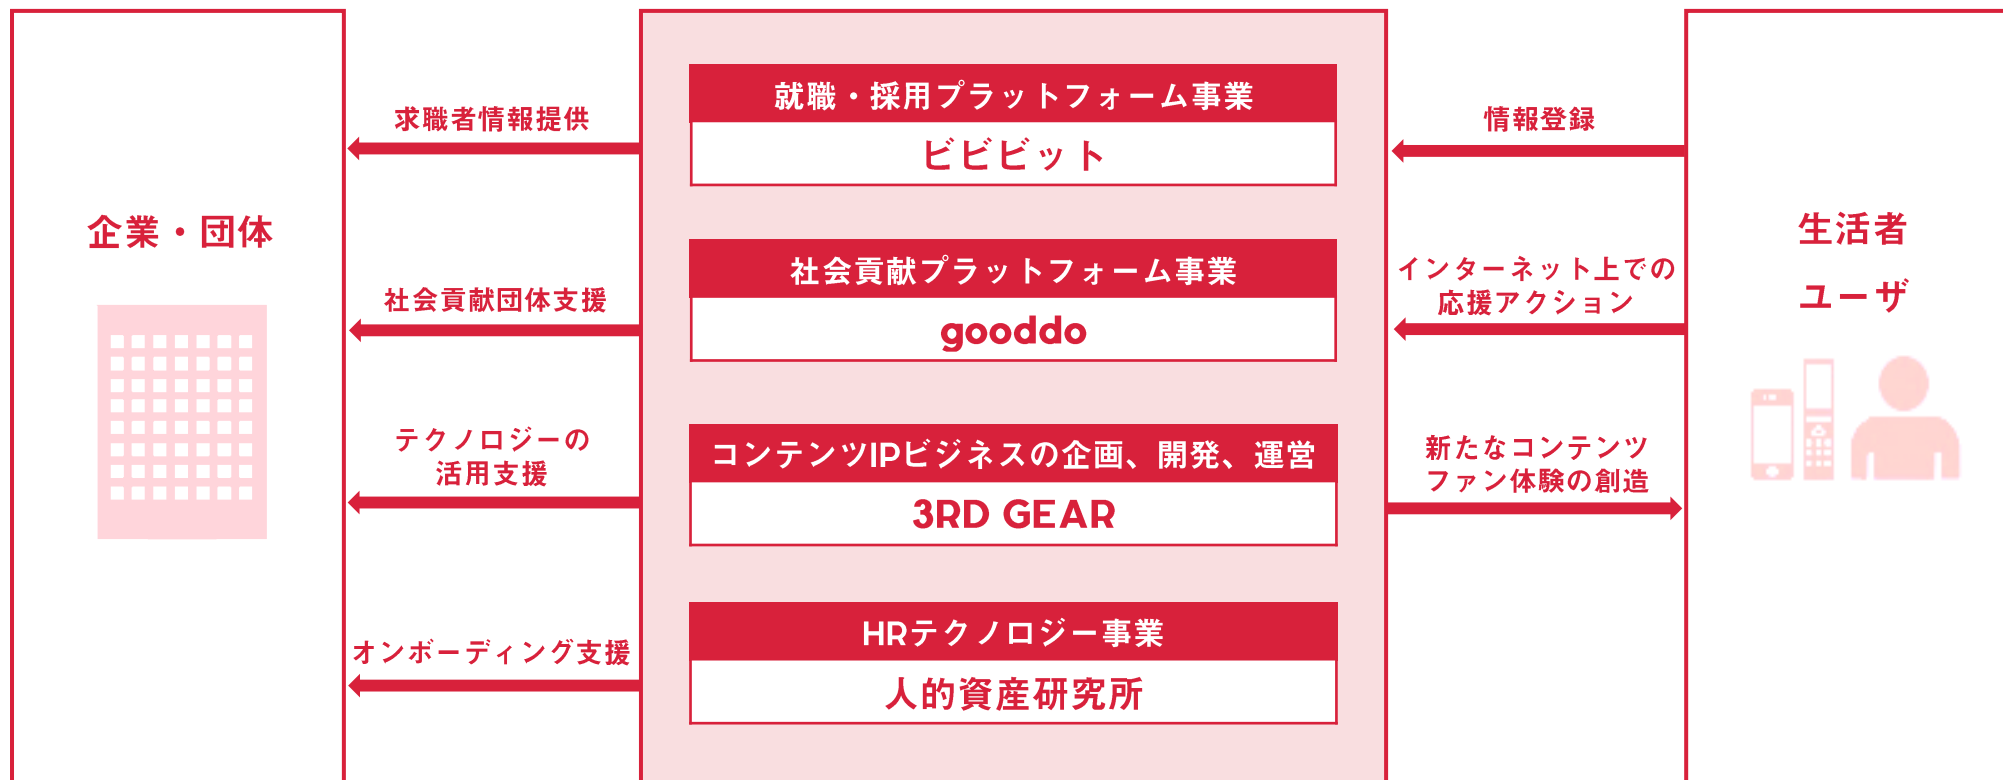 企業・団体
求職者情報提供
社会貢献団体支援
テクノロジーの
活用支援
オンボーディング支援
就職・採用プラットフォーム事業
ビビビット
社会貢献プラットフォーム事業
gooddo
コンテンツIPビジネスの企画、開発、運営
3RD GEAR
HRテクノロジー事業
人的資産研究所
情報登録
インターネット上での
応援アクション
新たなコンテンツ
ファン体験の創造
生活者
ユーザ